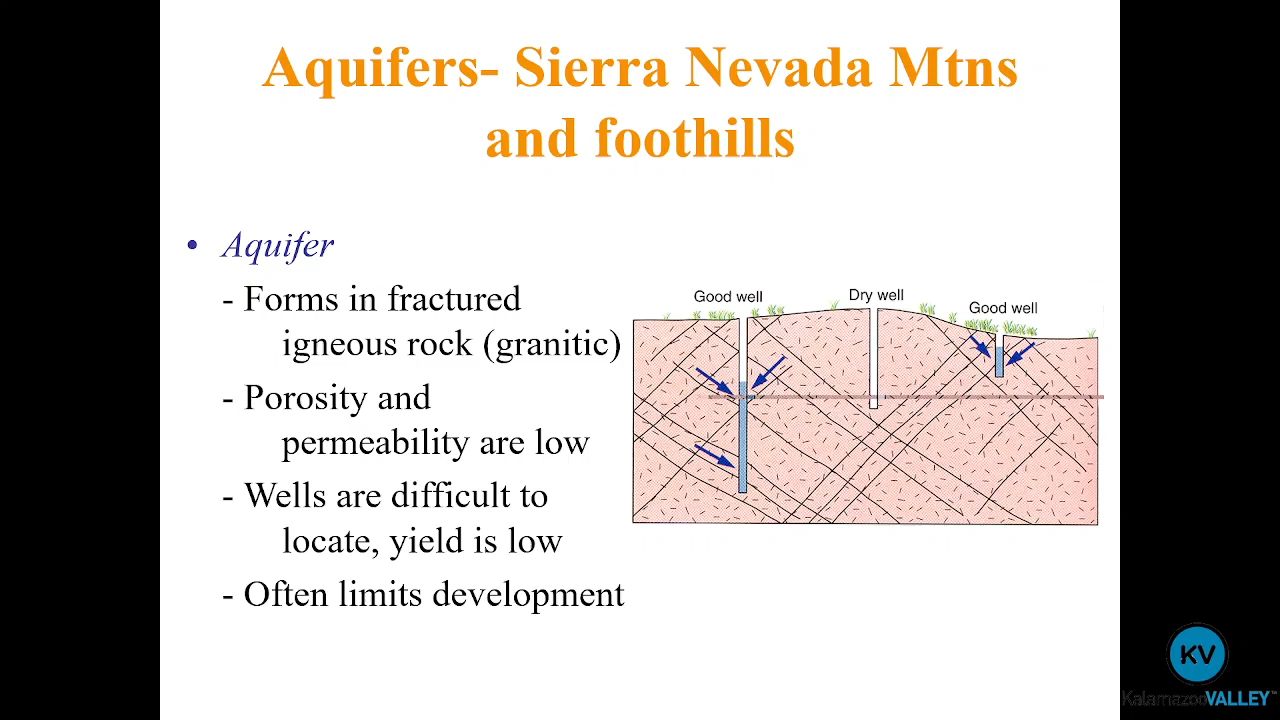 Aquifers- Sierra Nevada Mtns
and foothills
• Aquifer
- Forms in fractured
igneous rock (granitic)
- Porosity and
permeability are low
- Wells are difficult to
locate, yield is low
- Often limits development
Good well
Dry well
Good well
KV
KalamazooVALLEY™